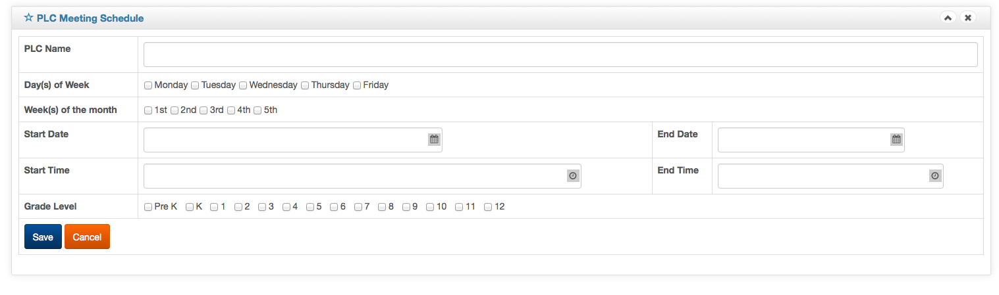 PLC Meeting Schedule
PLC Name
Day(s) of Week Monday Tuesday Wednesday Thursday Friday
Week(s) of the month 1st 2nd 3rd 4th 5th
Start Date End Date
Start Time End Time
Grade Level Pre K K 1 2 3 4 5 6 7 8 9 10 11 12
Save Cancel